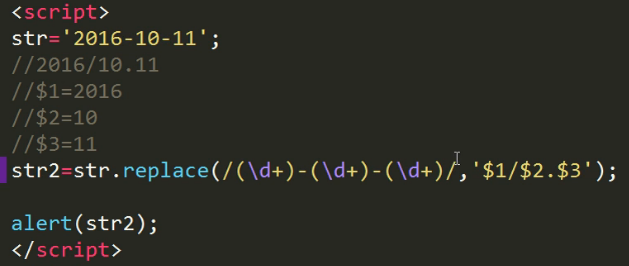 <script>
str='2016-10-11';
//2016/10.11
//$1=2016
//$2=10
//$3=11
str2=str.replace(/(\d+)-(\d+)-(\d+)/,'$1/$2.$3');
alert(str2);
</script>